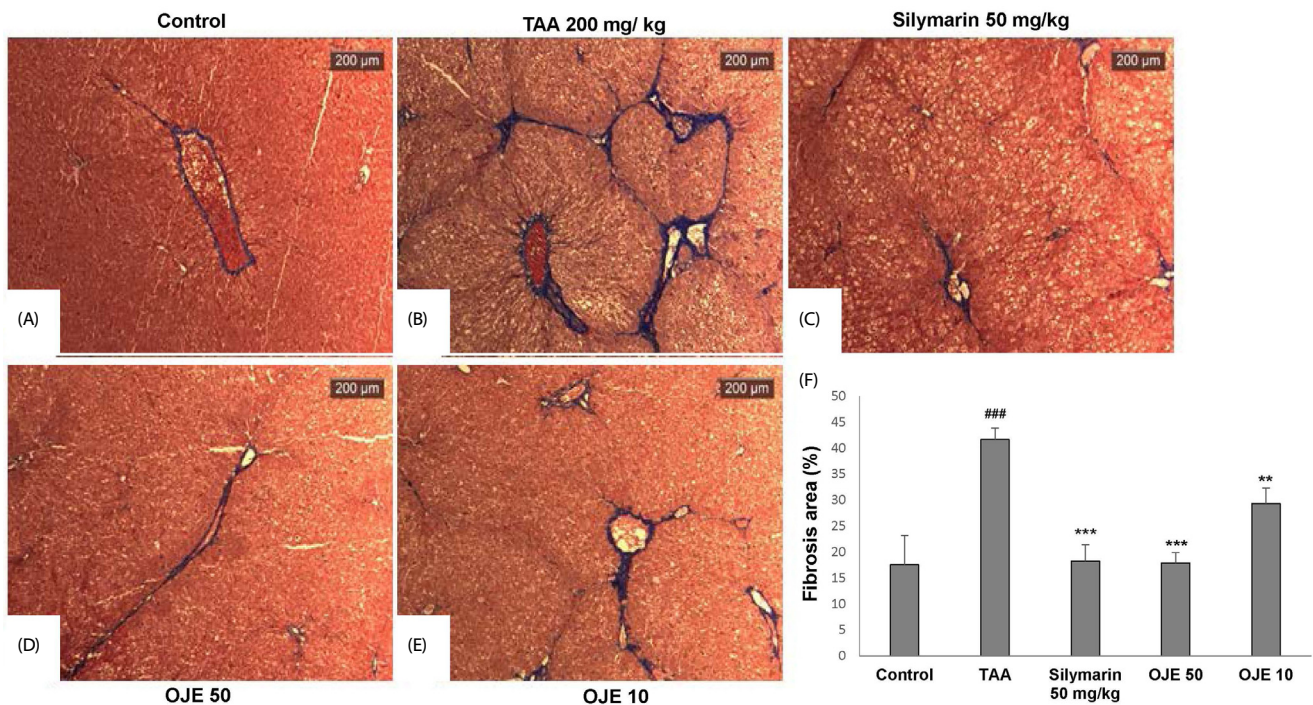 Control
TAA 200 mg/ kg
Silymarin 50 mg/kg
200 µm
200 µm
200 µm
(A)
(B)
(C)
200 µm
200 µm
(D)
(E)
OJE 50
OJE 10
(F)
Fibrosis area (%)
50
45
40
35
30
25
20
15
10
5
0
###
***
***
**
Control
TAA
Silymarin
50 mg/kg
OJE 50
OJE 10